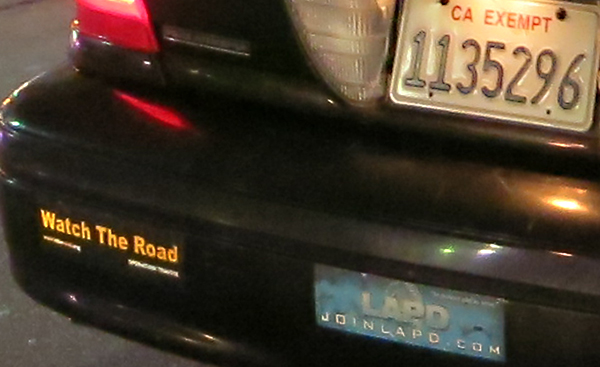 CA EXEMPT
1135296
Watch The Road
LAPD
JOINLAPD.COM